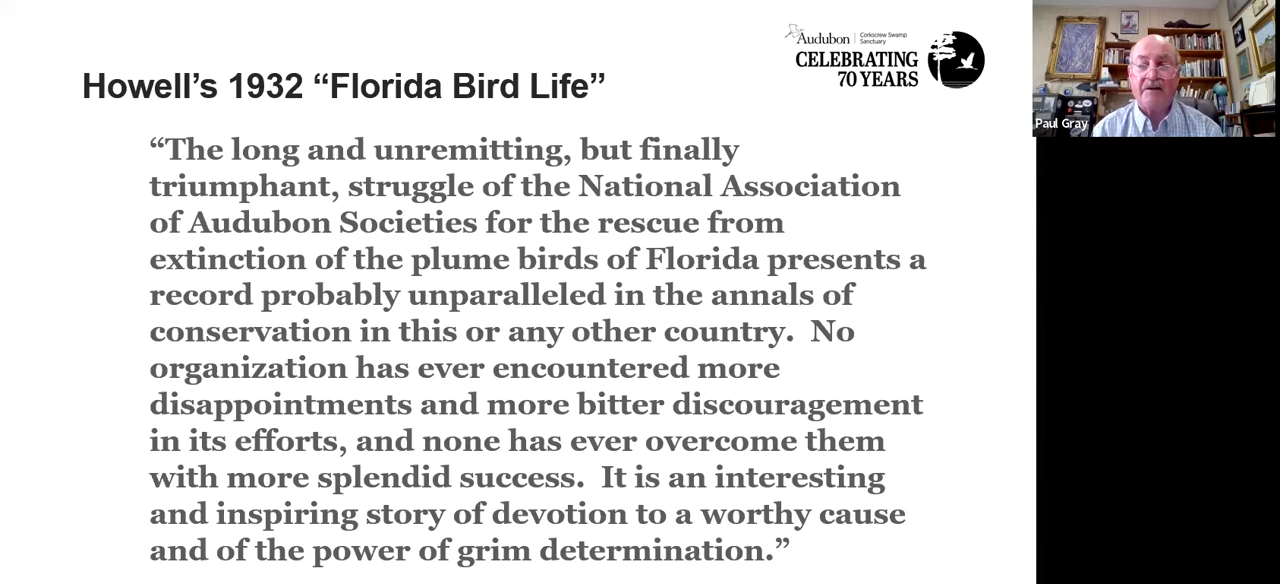 Audubon | Corkscrew Swamp
Sanctuary
CELEBRATING
70 YEARS
Howell’s 1932 “Florida Bird Life”
“The long and unremitting, but finally
triumphant, struggle of the National Association
of Audubon Societies for the rescue from
extinction of the plume birds of Florida presents a
record probably unparalleled in the annals of
conservation in this or any other country.  No
organization has ever encountered more
disappointments and more bitter discouragement
in its efforts, and none has ever overcome them
with more splendid success.  It is an interesting
and inspiring story of devotion to a worthy cause
and of the power of grim determination.”
Paul Gray